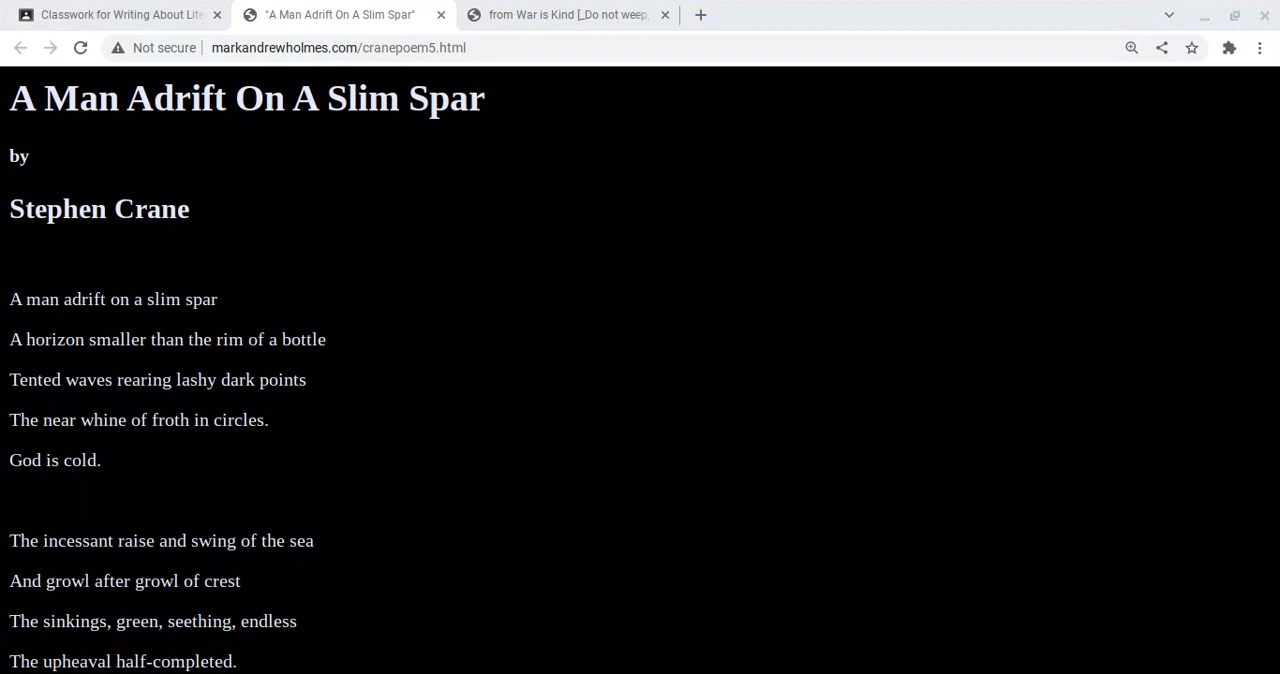 Classwork for Writing About Lite
"A Man Adrift On A Slim Spar"
from War is Kind [_Do not weep,
Not secure
markandrewholmes.com/cranepoem5.html
A Man Adrift On A Slim Spar
by
Stephen Crane
A man adrift on a slim spar
A horizon smaller than the rim of a bottle
Tented waves rearing lashy dark points
The near whine of froth in circles.
God is cold.
The incessant raise and swing of the sea
And growl after growl of crest
The sinkings, green, seething, endless
The upheaval half-completed.